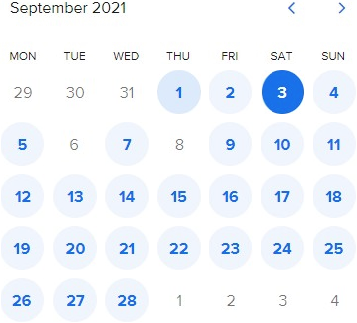 September 2021
MON TUE WED THU FRI SAT SUN
29 30 31 1 2 3 4
5 6 7 8 9 10 11
12 13 14 15 16 17 18
19 20 21 22 23 24 25
26 27 28 1 2 3 4